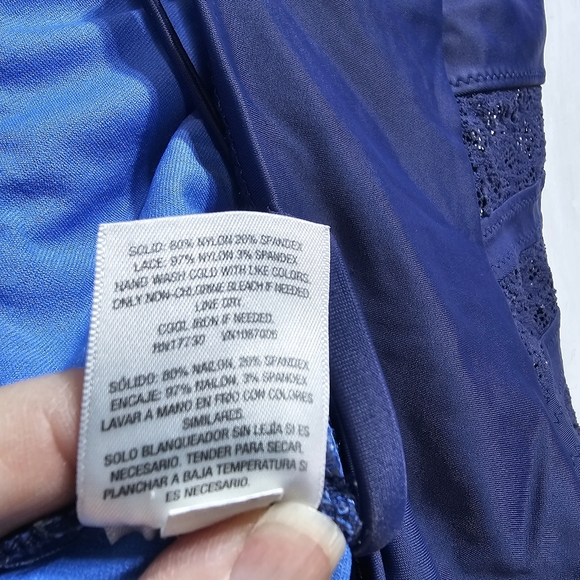 SOLID: 80% NYLON 20% SPANDEX
LACE: 97% NYLON 3% SPANDEX
HAND WASH COLD WITH LIKE COLORS.
ONLY NON-CHLORINE BLEACH IF NEEDED.
LINE DRY.
COOL IRON IF NEEDED.
RN17730
SÓLIDO: 80% NAILON, 20% SPANDEX
ENCAJE: 97% NAILON, 3% SPANDEX
LAVAR A MANO EN FRIO CON COLORES
SIMILARES.
SOLO BLANQUEADOR SIN LEJÍA SI ES
NECESARIO. TENDER PARA SECAR.
PLANCHAR A BAJA TEMPERATURA SI
ES NECESARIO.